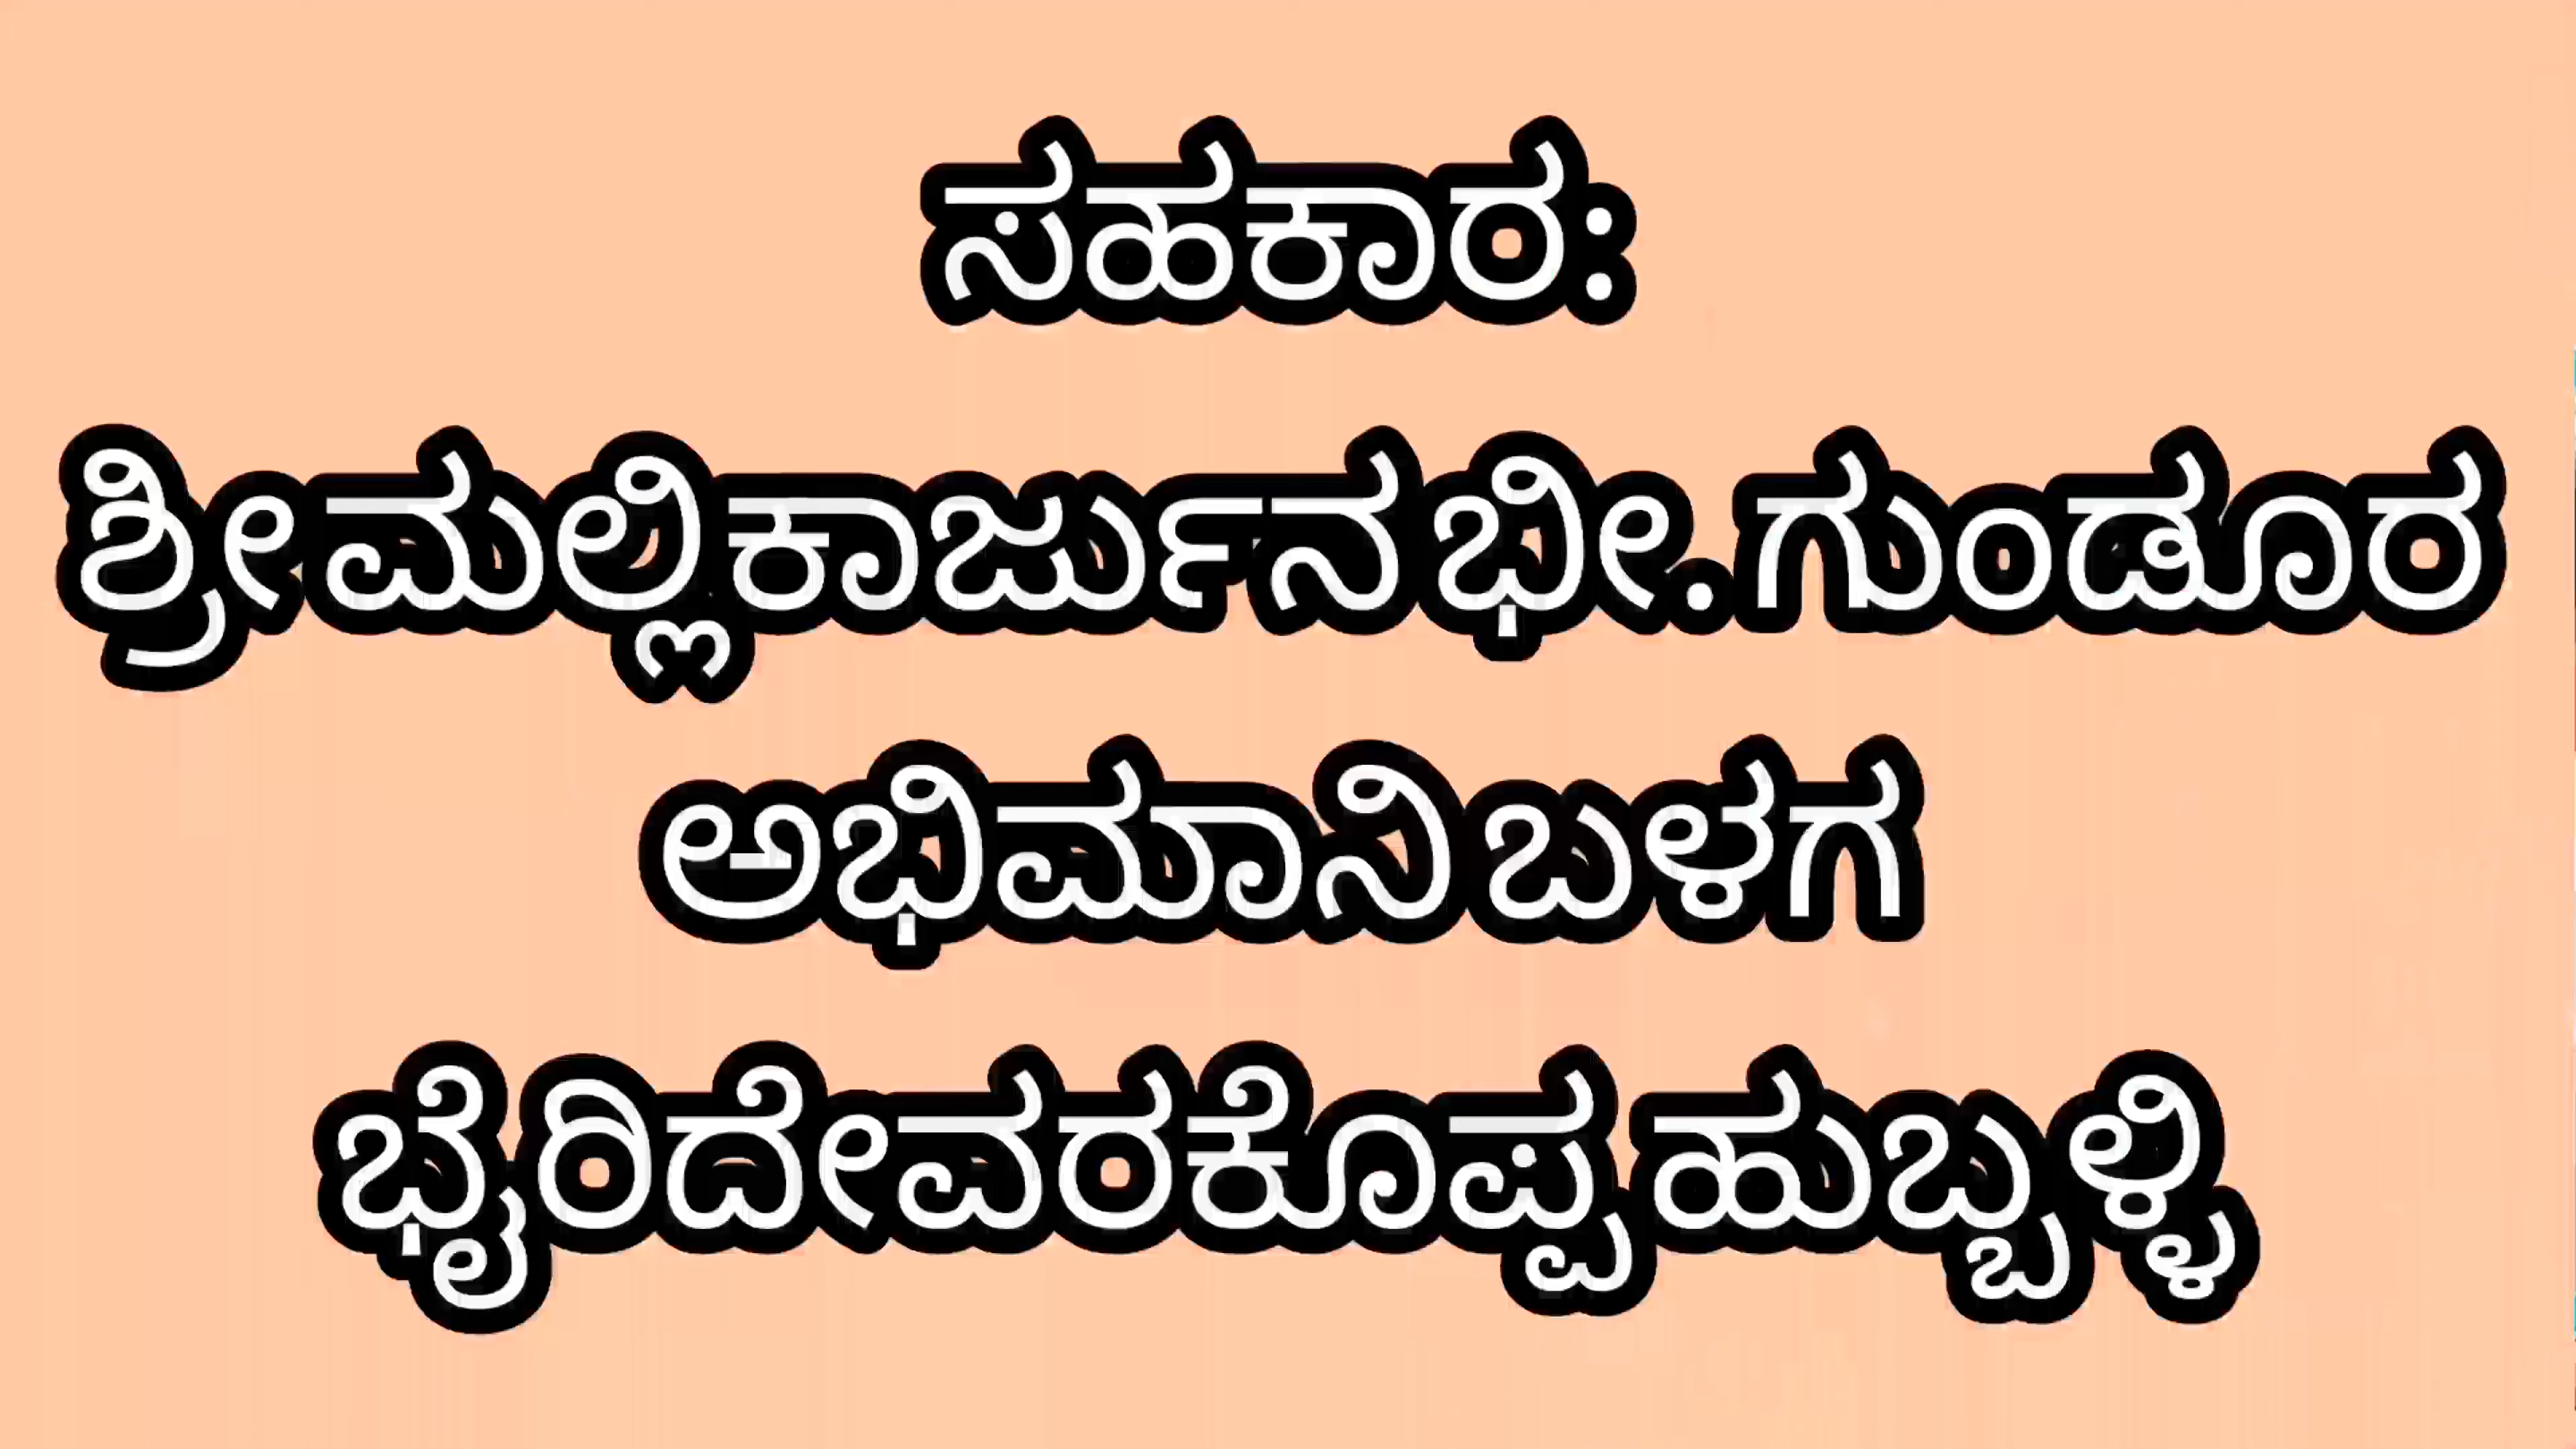 ಸಹಕಾರ:
ಶ್ರೀ ಮಲ್ಲಿಕಾರ್ಜುನ ಭೀ. ಗುಂಡೂರ
ಅಭಿಮಾನಿ ಬಳಗ
ಭೈರಿದೇವರಕೊಪ್ಪ ಹುಬ್ಬಳ್ಳಿ